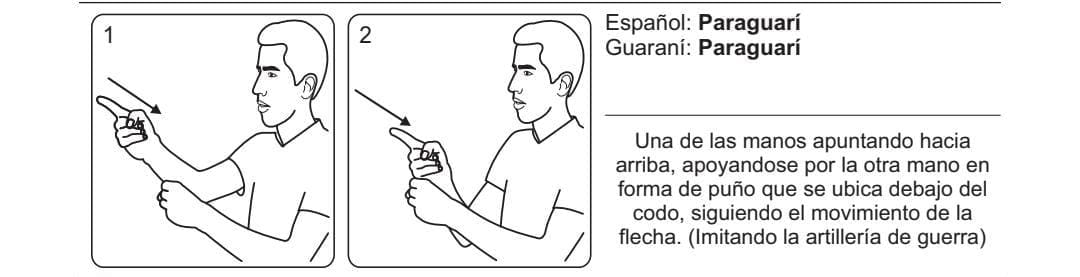 1
2
Español: Paraguarí
Guaraní: Paraguarí
Una de las manos apuntando hacia
arriba, apoyandose por la otra mano en
forma de puño que se ubica debajo del
codo, siguiendo el movimiento de la
flecha. (Imitando la artillería de guerra)